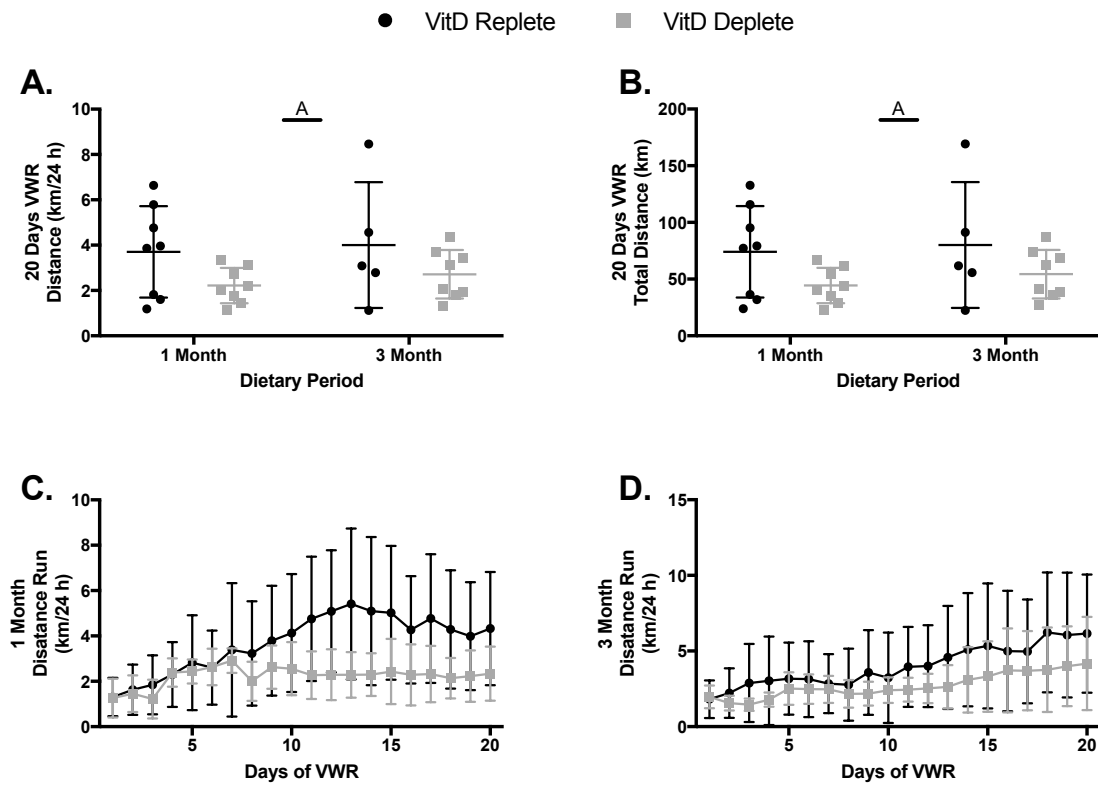 VitD Replete VitD Deplete
A.
20 Days VWR
Distance (km/24 h)
10
8
6
4
2
0
A
1 Month 3 Month
Dietary Period
B.
20 Days VWR
Total Distance (km)
200
150
100
50
0
A
1 Month 3 Month
Dietary Period
C.
1 Month
Disatance Run
(km/24 h)
10
8
6
4
2
0
5 10 15 20
Days of VWR
D.
3 Month
Disatance Run
(km/24 h)
15
10
5
0
5 10 15 20
Days of VWR